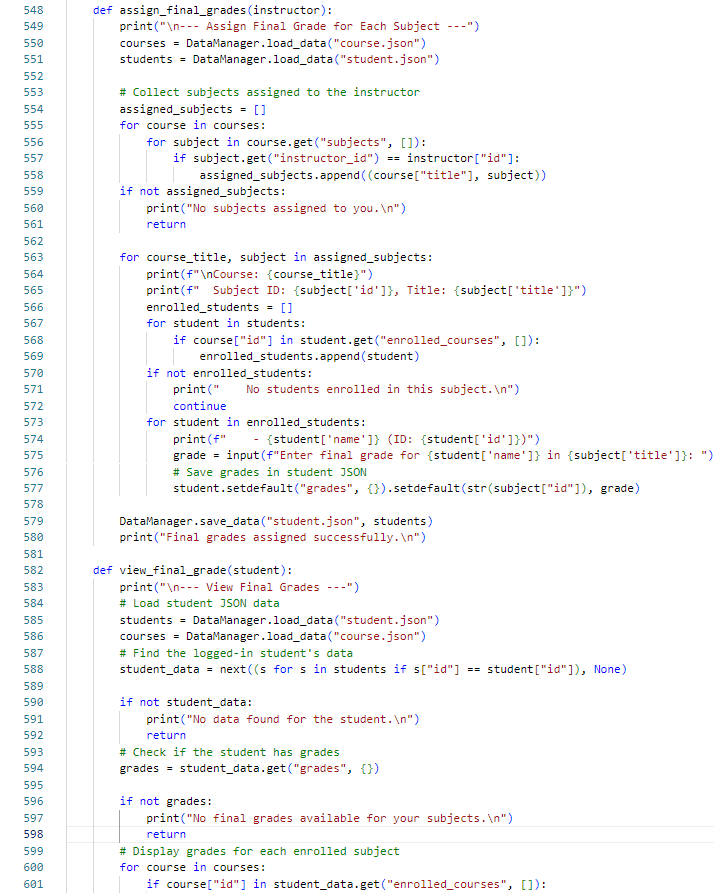 548 def assign_final_grades(instructor):
549 print("\n--- Assign Final Grade for Each Subject ---")
550 courses = DataManager.load_data("course.json")
551 students = DataManager.load_data("student.json")
552
553 # Collect subjects assigned to the instructor
554 assigned_subjects = []
555 for course in courses:
556 for subject in course.get("subjects", []):
557 if subject.get("instructor_id") == instructor["id"]:
558 assigned_subjects.append((course["title"], subject))
559 if not assigned_subjects:
560 print("No subjects assigned to you.\n")
561 return
562
563 for course_title, subject in assigned_subjects:
564 print(f"\nCourse: {course_title}")
565 print(f"  Subject ID: {subject['id']}, Title: {subject['title']}")
566 enrolled_students = []
567 for student in students:
568 if course["id"] in student.get("enrolled_courses", []):
569 enrolled_students.append(student)
570 if not enrolled_students:
571 print("    No students enrolled in this subject.\n")
572 continue
573 for student in enrolled_students:
574 print(f"    - {student['name']} (ID: {student['id']})")
575 grade = input(f"Enter final grade for {student['name']} in {subject['title']}: ")
576 # Save grades in student JSON
577 student.setdefault("grades", {}).setdefault(str(subject["id"]), grade)
578
579 DataManager.save_data("student.json", students)
580 print("Final grades assigned successfully.\n")
581
582 def view_final_grade(student):
583 print("\n--- View Final Grades ---")
584 # Load student JSON data
585 students = DataManager.load_data("student.json")
586 courses = DataManager.load_data("course.json")
587 # Find the logged-in student's data
588 student_data = next((s for s in students if s["id"] == student["id"]), None)
589
590 if not student_data:
591 print("No data found for the student.\n")
592 return
593 # Check if the student has grades
594 grades = student_data.get("grades", {})
595
596 if not grades:
597 print("No final grades available for your subjects.\n")
598 return
599 # Display grades for each enrolled subject
600 for course in courses:
601 if course["id"] in student_data.get("enrolled_courses", []):